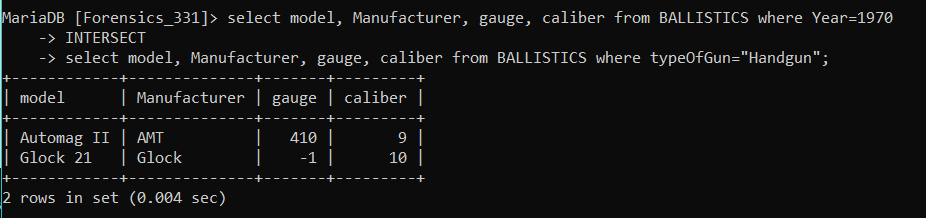 MariaDB [Forensics_331]> select model, Manufacturer, gauge, caliber from BALLISTICS where Year=1970
    -> INTERSECT
    -> select model, Manufacturer, gauge, caliber from BALLISTICS where typeOfGun="Handgun";
+-------------+--------------+-------+---------+
| model       | Manufacturer | gauge | caliber |
+-------------+--------------+-------+---------+
| Automag II | AMT          |   410 |       9 |
| Glock 21   | Glock        |    -1 |      10 |
+-------------+--------------+-------+---------+
2 rows in set (0.004 sec)